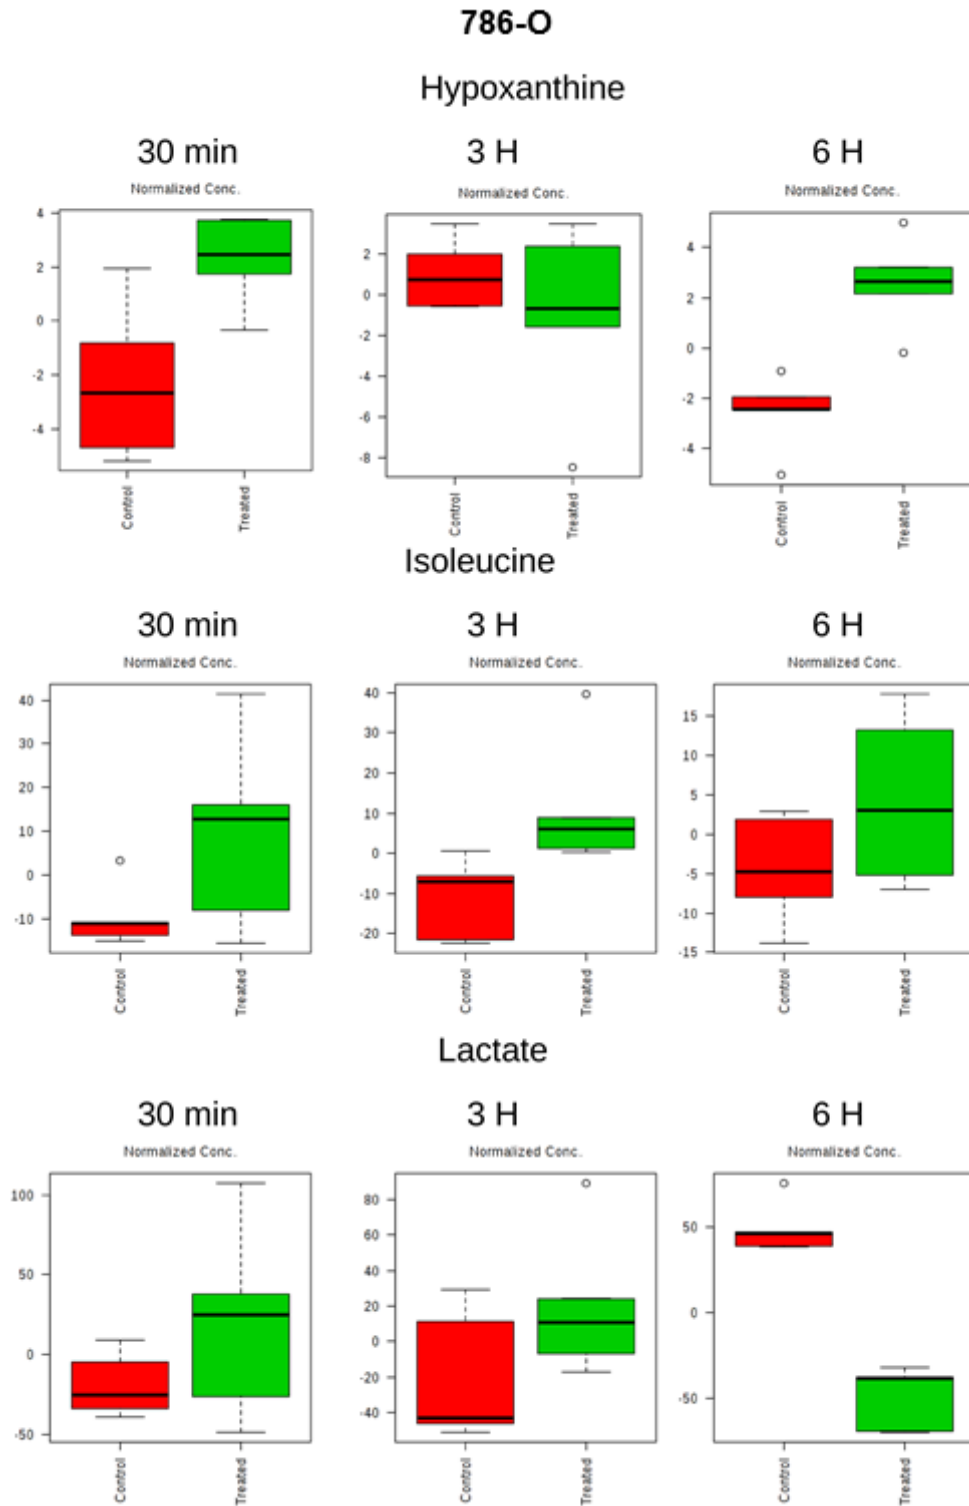 786-O
Hypoxanthine
30 min 3 H 6 H
Normalized Conc. Normalized Conc. Normalized Conc.
4 2 0 -2 -4
2 0 -2 -4 -6 -8
4 2 0 -2 -4
Control Treated Control Treated Control Treated
Isoleucine
30 min 3 H 6 H
Normalized Conc. Normalized Conc. Normalized Conc.
40 30 20 10 0 -10
40 30 20 10 0 -10 -20
15 10 5 0 -5 -10 -15
Control Treated Control Treated Control Treated
Lactate
30 min 3 H 6 H
Normalized Conc. Normalized Conc. Normalized Conc.
100 50 0 -50
80 60 40 20 0 -20 -40
50 0 -50
Control Treated Control Treated Control Treated